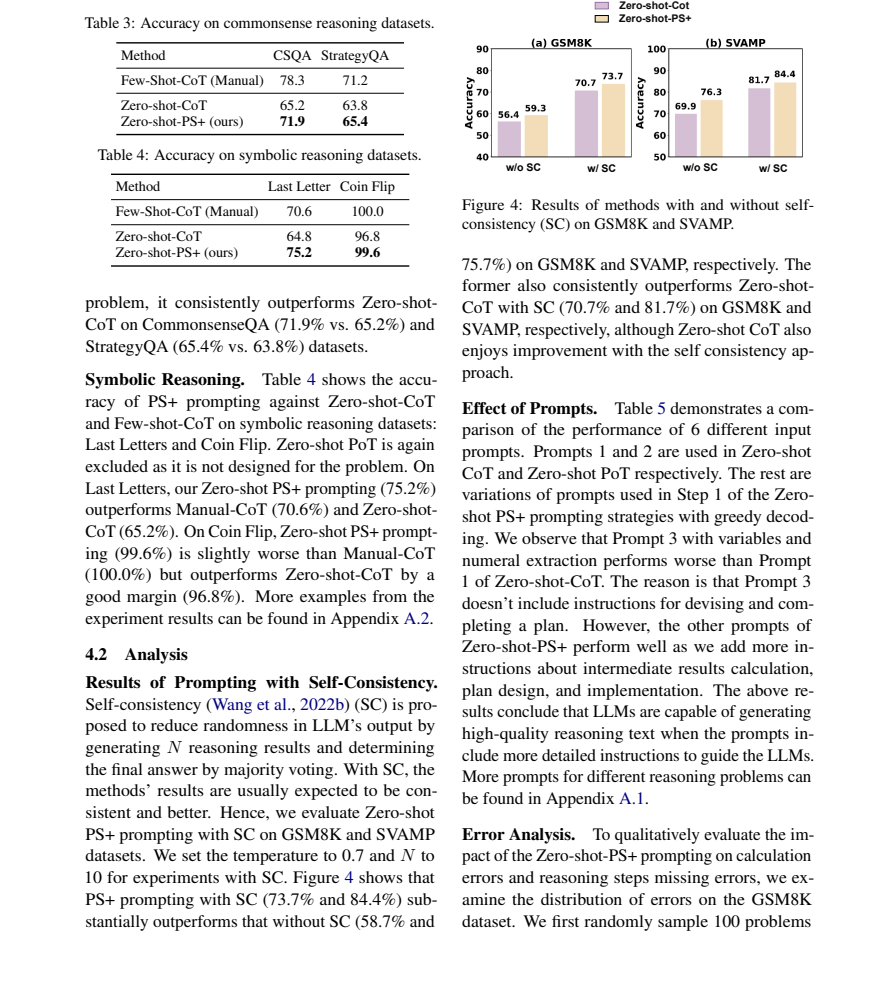 Table 3: Accuracy on commonsense reasoning datasets.
Method CSQA StrategyQA
Few-Shot-CoT (Manual) 78.3 71.2
Zero-shot-CoT 65.2 63.8
Zero-shot-PS+ (ours) 71.9 65.4
Table 4: Accuracy on symbolic reasoning datasets.
Method Last Letter Coin Flip
Few-Shot-CoT (Manual) 70.6 100.0
Zero-shot-CoT 64.8 96.8
Zero-shot-PS+ (ours) 75.2 99.6
problem, it consistently outperforms Zero-shot-
CoT on CommonsenseQA (71.9% vs. 65.2%) and
StrategyQA (65.4% vs. 63.8%) datasets.
Symbolic Reasoning. Table 4 shows the accu-
racy of PS+ prompting against Zero-shot-CoT
and Few-shot-CoT on symbolic reasoning datasets:
Last Letters and Coin Flip. Zero-shot PoT is again
excluded as it is not designed for the problem. On
Last Letters, our Zero-shot PS+ prompting (75.2%)
outperforms Manual-CoT (70.6%) and Zero-shot-
CoT (65.2%). On Coin Flip, Zero-shot PS+ prompt-
ing (99.6%) is slightly worse than Manual-CoT
(100.0%) but outperforms Zero-shot-CoT by a
good margin (96.8%). More examples from the
experiment results can be found in Appendix A.2.
4.2 Analysis
Results of Prompting with Self-Consistency.
Self-consistency (Wang et al., 2022b) (SC) is pro-
posed to reduce randomness in LLM's output by
generating N reasoning results and determining
the final answer by majority voting. With SC, the
methods' results are usually expected to be con-
sistent and better. Hence, we evaluate Zero-shot
PS+ prompting with SC on GSM8K and SVAMP
datasets. We set the temperature to 0.7 and N to
10 for experiments with SC. Figure 4 shows that
PS+ prompting with SC (73.7% and 84.4%) sub-
stantially outperforms that without SC (58.7% and
Zero-shot-Cot
Zero-shot-PS+
(a) GSM8K
Accuracy
90
80
70
60
50
40
56.4 59.3 70.7 73.7
w/o SC w/ SC
(b) SVAMP
Accuracy
100
90
80
70
60
50
69.9 76.3 81.7 84.4
w/o SC w/ SC
Figure 4: Results of methods with and without self-
consistency (SC) on GSM8K and SVAMP.
75.7%) on GSM8K and SVAMP, respectively. The
former also consistently outperforms Zero-shot-
CoT with SC (70.7% and 81.7%) on GSM8K and
SVAMP, respectively, although Zero-shot CoT also
enjoys improvement with the self consistency ap-
proach.
Effect of Prompts. Table 5 demonstrates a com-
parison of the performance of 6 different input
prompts. Prompts 1 and 2 are used in Zero-shot
CoT and Zero-shot PoT respectively. The rest are
variations of prompts used in Step 1 of the Zero-
shot PS+ prompting strategies with greedy decod-
ing. We observe that Prompt 3 with variables and
numeral extraction performs worse than Prompt
1 of Zero-shot-CoT. The reason is that Prompt 3
doesn't include instructions for devising and com-
pleting a plan. However, the other prompts of
Zero-shot-PS+ perform well as we add more in-
structions about intermediate results calculation,
plan design, and implementation. The above re-
sults conclude that LLMs are capable of generating
high-quality reasoning text when the prompts in-
clude more detailed instructions to guide the LLMs.
More prompts for different reasoning problems can
be found in Appendix A.1.
Error Analysis. To qualitatively evaluate the im-
pact of the Zero-shot-PS+ prompting on calculation
errors and reasoning steps missing errors, we ex-
amine the distribution of errors on the GSM8K
dataset. We first randomly sample 100 problems